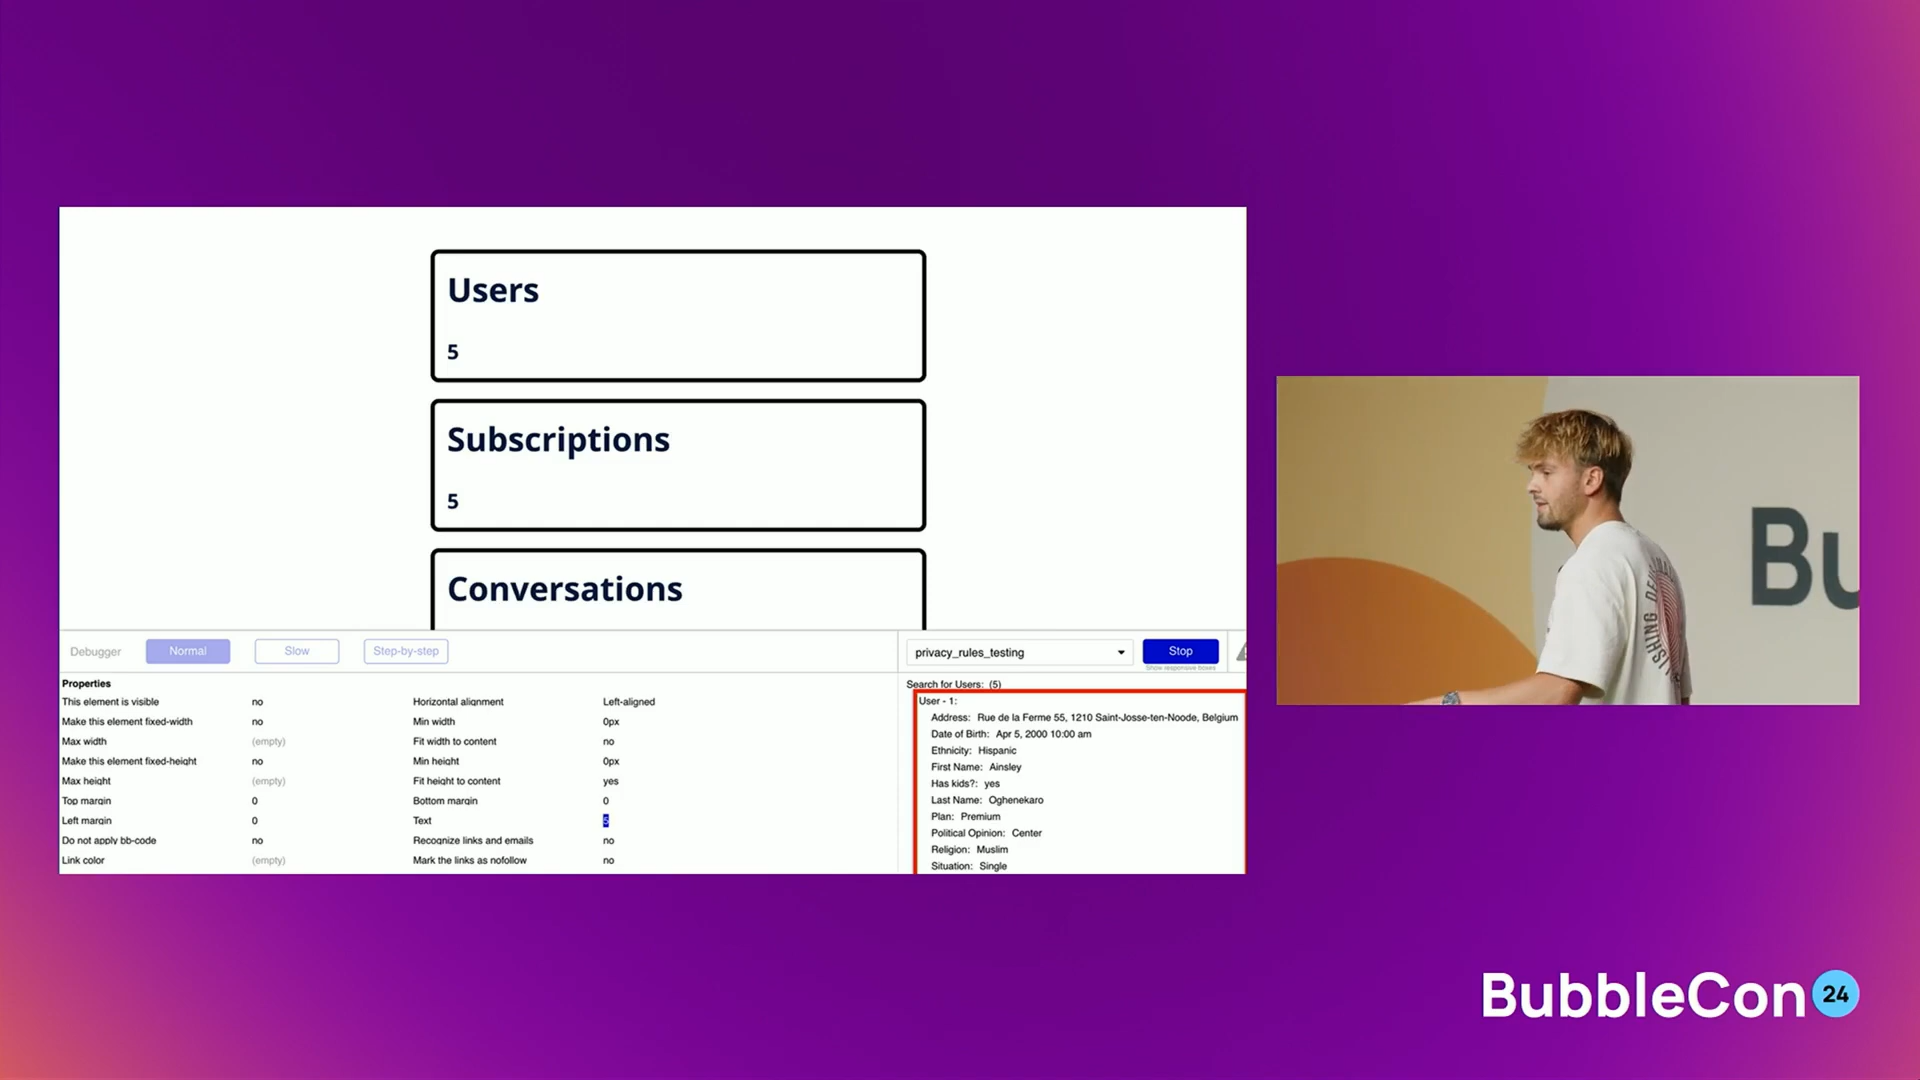 Users
5
Subscriptions
5
Conversations
Debugger Normal Slow Step-by-step privacy_rules_testing Stop
Show responsive boxes
Properties
This element is visible no Horizontal alignment Left-aligned
Make this element fixed-width no Min width 0px
Max width (empty) Fit width to content no
Make this element fixed-height no Min height 0px
Max height (empty) Fit height to content yes
Top margin 0 Bottom margin 0
Left margin 0 Text 5
Do not apply bb-code no Recognize links and emails no
Link color (empty) Mark the links as nofollow no
Search for Users: (5)
User - 1:
Address: Rue de la Ferme 55, 1210 Saint-Josse-ten-Noode, Belgium
Date of Birth: Apr 5, 2000 10:00 am
Ethnicity: Hispanic
First Name: Ainsley
Has kids?: yes
Last Name: Oghenekaro
Plan: Premium
Political Opinion: Center
Religion: Muslim
Situation: Single
Bu
BubbleCon 24